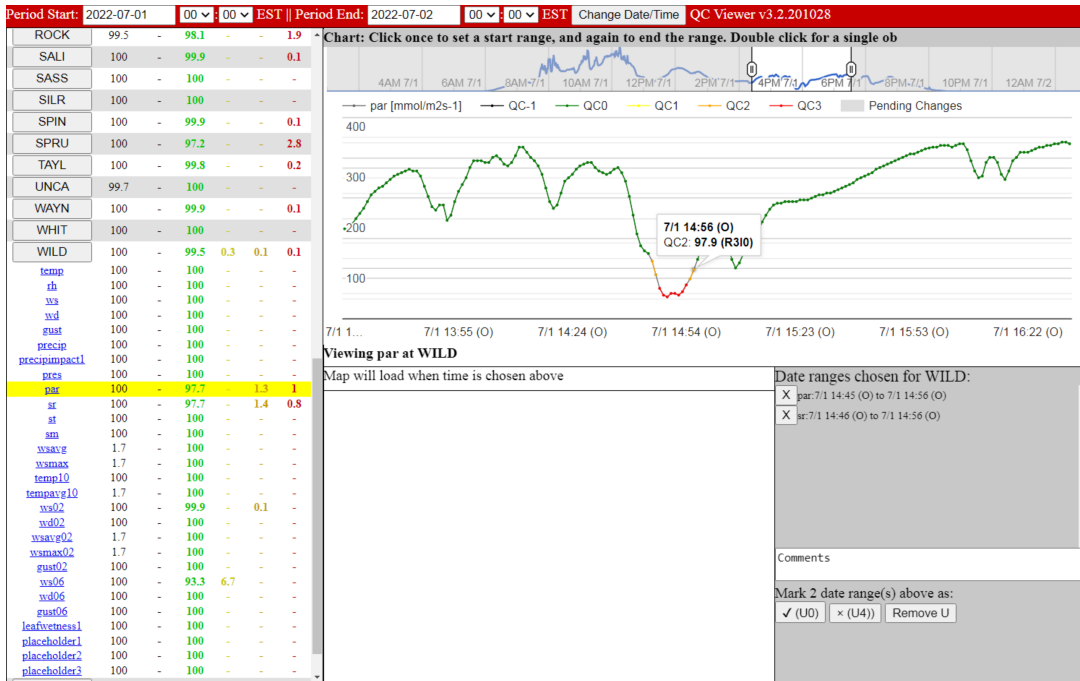 Period Start: 2022-07-01 00 : 00 EST || Period End: 2022-07-02 00 : 00 EST Change Date/Time QC Viewer v3.2.201028
ROCK 99.5 - 98.1 - - 1.9
SALI 100 - 99.9 - - 0.1
SASS 100 - 100 - - -
SILR 100 - 100 - - -
SPIN 100 - 99.9 - - 0.1
SPRU 100 - 97.2 - - 2.8
TAYL 100 - 99.8 - - 0.2
UNCA 99.7 - 100 - - -
WAYN 100 - 99.9 - - 0.1
WHIT 100 - 100 - - -
WILD 100 - 99.5 0.3 0.1 0.1
temp 100 - 100 - - -
rh 100 - 100 - - -
ws 100 - 100 - - -
wd 100 - 100 - - -
gust 100 - 100 - - -
precip 100 - 100 - - -
precipimpact1 100 - 100 - - -
pres 100 - 100 - - -
par 100 - 97.7 - 1.3 1
sr 100 - 97.7 - 1.4 0.8
st 100 - 100 - - -
sm 100 - 100 - - -
wsavg 1.7 - 100 - - -
wsmax 1.7 - 100 - - -
temp10 100 - 100 - - -
tempavg10 1.7 - 100 - - -
ws02 100 - 99.9 - 0.1 -
wd02 100 - 100 - - -
wsavg02 1.7 - 100 - - -
wsmax02 1.7 - 100 - - -
gust02 100 - 100 - - -
ws06 100 - 93.3 6.7 - -
wd06 100 - 100 - - -
gust06 100 - 100 - - -
leafwetness1 100 - 100 - - -
placeholder1 100 - 100 - - -
placeholder2 100 - 100 - - -
placeholder3 100 - 100 - - -
Chart: Click once to set a start range, and again to end the range. Double click for a single ob
4AM 7/1 6AM 7/1 8AM 7/1 10AM 7/1 12PM 7/1 2PM 7/1 4PM 7/1 6PM 7/1 8PM 7/1 10PM 7/1 12AM 7/2
par [mmol/m2s-1] QC-1 QC0 QC1 QC2 QC3 Pending Changes
400
300
200
100
7/1 14:56 (O)
QC2: 97.9 (R3I0)
7/1 1... 7/1 13:55 (O) 7/1 14:24 (O) 7/1 14:54 (O) 7/1 15:23 (O) 7/1 15:53 (O) 7/1 16:22 (O)
Viewing par at WILD
Map will load when time is chosen above
Date ranges chosen for WILD:
X par:7/1 14:45 (O) to 7/1 14:56 (O)
X sr:7/1 14:46 (O) to 7/1 14:56 (O)
Comments
Mark 2 date range(s) above as:
✓ (U0) × (U4)) Remove U